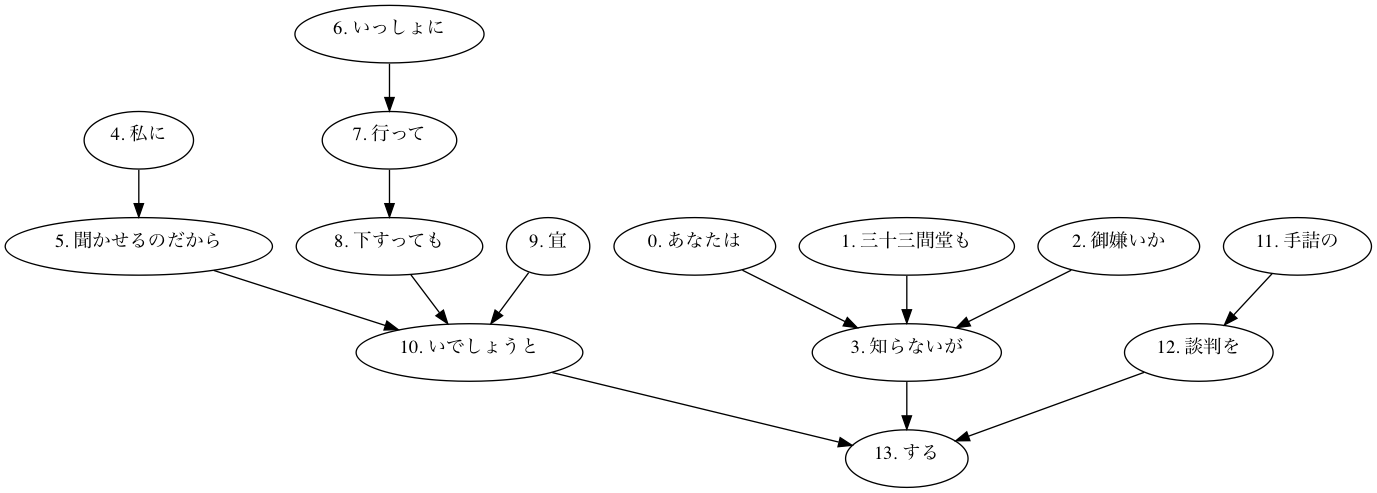 6. いっしょに
4. 私に
7. 行って
5. 聞かせるのだから
8. 下すっても
9. 宜
0. あなたは
1. 三十三間堂も
2. 御嫌いか
11. 手詰の
10. いでしょうと
3. 知らないが
12. 談判を
13. する